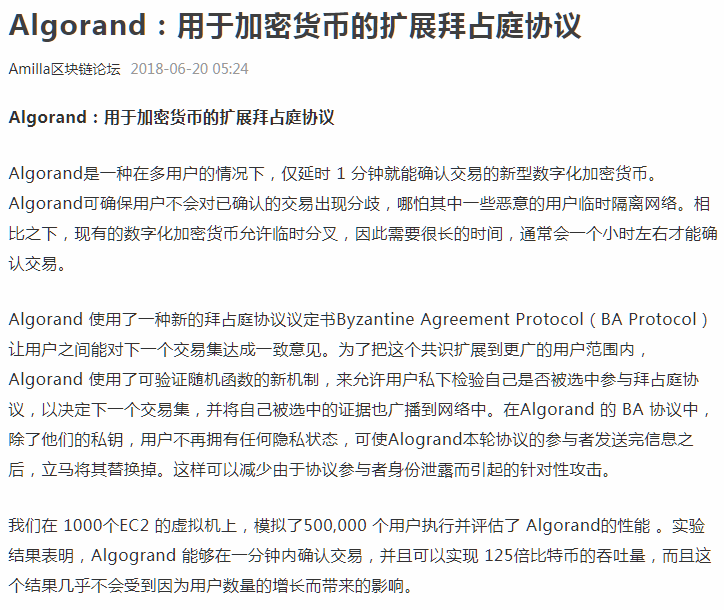 Algorand：用于加密货币的扩展拜占庭协议
Amilla区块链论坛 2018-06-20 05:24
Algorand：用于加密货币的扩展拜占庭协议
Algorand是一种在多用户的情况下，仅延时 1 分钟就能确认交易的新型数字化加密货币。
Algorand可确保用户不会对已确认的交易出现分歧，哪怕其中一些恶意的用户临时隔离网络。相
比之下，现有的数字化加密货币允许临时分叉，因此需要很长的时间，通常会一个小时左右才能确
认交易。
Algorand 使用了一种新的拜占庭协议议定书Byzantine Agreement Protocol（BA Protocol）
让用户之间能对下一个交易集达成一致意见。为了把这个共识扩展到更广的用户范围内，
Algorand 使用了可验证随机函数的新机制，来允许用户私下检验自己是否被选中参与拜占庭协
议，以决定下一个交易集，并将自己被选中的证据也广播到网络中。在Algorand 的 BA 协议中，
除了他们的私钥，用户不再拥有任何隐私状态，可使Alogrand本轮协议的参与者发送完信息之
后，立马将其替换掉。这样可以减少由于协议参与者身份泄露而引起的针对性攻击。
我们在 1000个EC2 的虚拟机上，模拟了500,000 个用户执行并评估了 Algorand的性能 。实验
结果表明，Algogrand 能够在一分钟内确认交易，并且可以实现 125倍比特币的吞吐量，而且这
个结果几乎不会受到因为用户数量的增长而带来的影响。